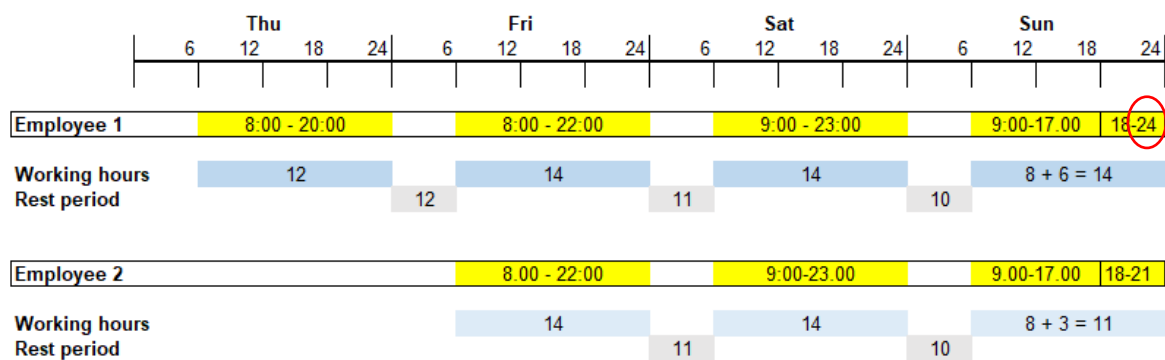 Thu Fri Sat Sun
6 12 18 24 6 12 18 24 6 12 18 24 6 12 18 24
Employee 1 8:00 - 20:00 8:00 - 22:00 9:00 - 23:00 9:00-17.00 18-24
Working hours 12 14 14 8 + 6 = 14
Rest period 12 11 10
Employee 2 8.00 - 22:00 9:00-23.00 9.00-17.00 18-21
Working hours 14 14 8 + 3 = 11
Rest period 11 10